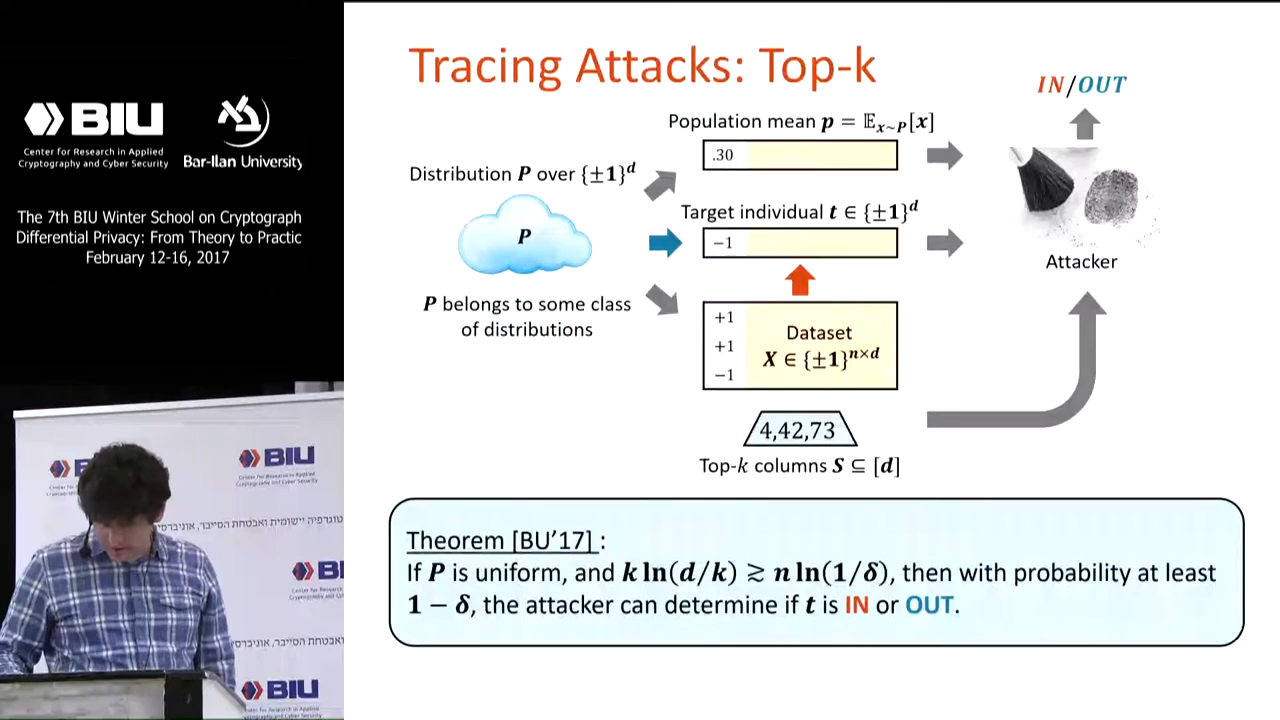 BIU
Center for Research in Applied
Cryptography and Cyber Security
Bar-Ilan University
The 7th BIU Winter School on Cryptograph
Differential Privacy: From Theory to Practic
February 12-16, 2017
Tracing Attacks: Top-k
IN/OUT
Population mean p = 𝔼ₓ~P[x]
.30
Distribution P over {±1}ᵈ
Target individual t ∈ {±1}ᵈ
P
−1
Attacker
P belongs to some class
of distributions
+1
+1
−1
Dataset
X ∈ {±1}ⁿˣᵈ
4,42,73
Top-k columns S ⊆ [d]
Theorem [BU'17] :
If P is uniform, and k ln(d/k) ≳ n ln(1/δ), then with probability at least
1 − δ, the attacker can determine if t is IN or OUT.
BIU
BIU
BIU